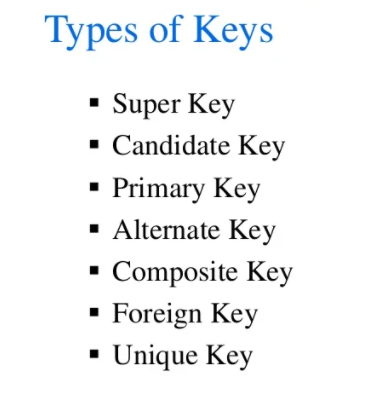 Types of Keys
▪ Super Key
▪ Candidate Key
▪ Primary Key
▪ Alternate Key
▪ Composite Key
▪ Foreign Key
▪ Unique Key